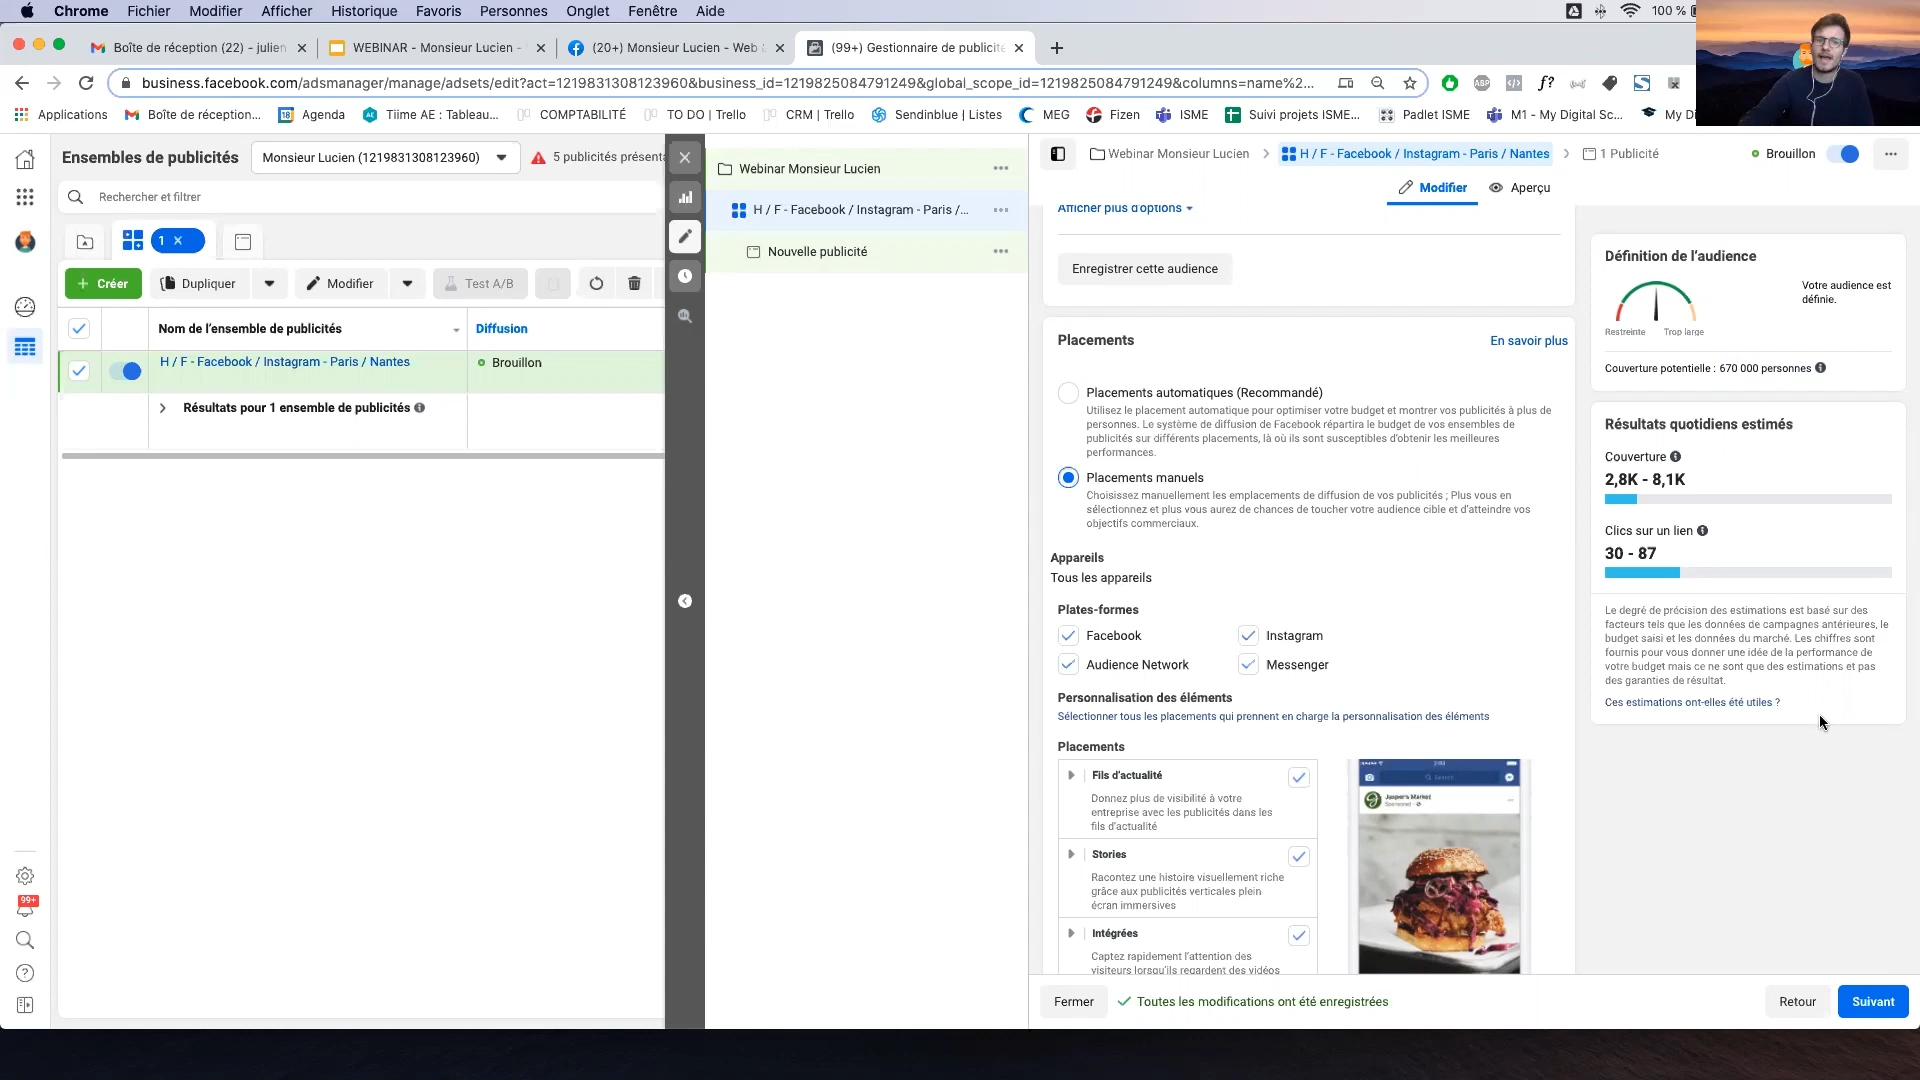 Chrome Fichier Modifier Afficher Historique Favoris Personnes Onglet Fenêtre Aide 100 %
Boîte de réception (22) - julien
WEBINAR - Monsieur Lucien -
(20+) Monsieur Lucien - Web
(99+) Gestionnaire de publicité
business.facebook.com/adsmanager/manage/adsets/edit?act=1219831308123960&business_id=1219825084791249&global_scope_id=1219825084791249&columns=name%2...
Applications Boîte de réception... Agenda Tiime AE : Tableau... COMPTABILITÉ TO DO | Trello CRM | Trello Sendinblue | Listes MEG Fizen ISME Suivi projets ISME... Padlet ISME M1 - My Digital Sc... My Di
Ensembles de publicités
Monsieur Lucien (1219831308123960)
5 publicités présenta
Rechercher et filtrer
1
Créer Dupliquer Modifier Test A/B
Nom de l'ensemble de publicités Diffusion
H / F - Facebook / Instagram - Paris / Nantes Brouillon
Résultats pour 1 ensemble de publicités
99+
Webinar Monsieur Lucien
H / F - Facebook / Instagram - Paris /...
Nouvelle publicité
Webinar Monsieur Lucien H / F - Facebook / Instagram - Paris / Nantes 1 Publicité Brouillon
Modifier Aperçu
Afficher plus d'options
Enregistrer cette audience
Placements En savoir plus
Placements automatiques (Recommandé)
Utilisez le placement automatique pour optimiser votre budget et montrer vos publicités à plus de
personnes. Le système de diffusion de Facebook répartira le budget de vos ensembles de
publicités sur différents placements, là où ils sont susceptibles d'obtenir les meilleures
performances.
Placements manuels
Choisissez manuellement les emplacements de diffusion de vos publicités ; Plus vous en
sélectionnez et plus vous aurez de chances de toucher votre audience cible et d'atteindre vos
objectifs commerciaux.
Appareils
Tous les appareils
Plates-formes
Facebook Instagram
Audience Network Messenger
Personnalisation des éléments
Sélectionner tous les placements qui prennent en charge la personnalisation des éléments
Placements
Fils d'actualité
Donnez plus de visibilité à votre
entreprise avec les publicités dans les
fils d'actualité
Stories
Racontez une histoire visuellement riche
grâce aux publicités verticales plein
écran immersives
Intégrées
Captez rapidement l'attention des
visiteurs lorsqu'ils regardent des vidéos
Search
Jasper's Market
Sponsored
Fermer Toutes les modifications ont été enregistrées Retour Suivant
Définition de l'audience
Votre audience est
définie.
Restreinte Trop large
Couverture potentielle : 670 000 personnes
Résultats quotidiens estimés
Couverture
2,8K - 8,1K
Clics sur un lien
30 - 87
Le degré de précision des estimations est basé sur des
facteurs tels que les données de campagnes antérieures, le
budget saisi et les données du marché. Les chiffres sont
fournis pour vous donner une idée de la performance de
votre budget mais ce ne sont que des estimations et pas
des garanties de résultat.
Ces estimations ont-elles été utiles ?